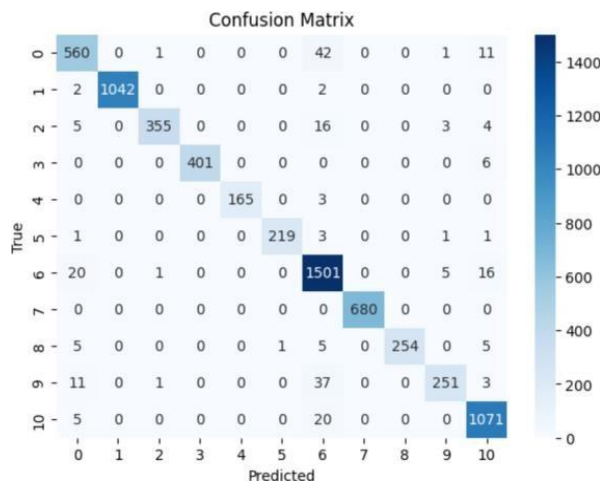 Confusion Matrix
0 560 0 1 0 0 0 42 0 0 1 11
1 2 1042 0 0 0 0 2 0 0 0 0
2 5 0 355 0 0 0 16 0 0 3 4
3 0 0 0 401 0 0 0 0 0 0 6
4 0 0 0 0 165 0 3 0 0 0 0
5 1 0 0 0 0 219 3 0 0 1 1
6 20 0 1 0 0 0 1501 0 0 5 16
7 0 0 0 0 0 0 0 680 0 0 0
8 5 0 0 0 0 1 5 0 254 0 5
9 11 0 1 0 0 0 37 0 0 251 3
10 5 0 0 0 0 0 20 0 0 0 1071
0 1 2 3 4 5 6 7 8 9 10
Predicted
True
1400
1200
1000
800
600
400
200
0